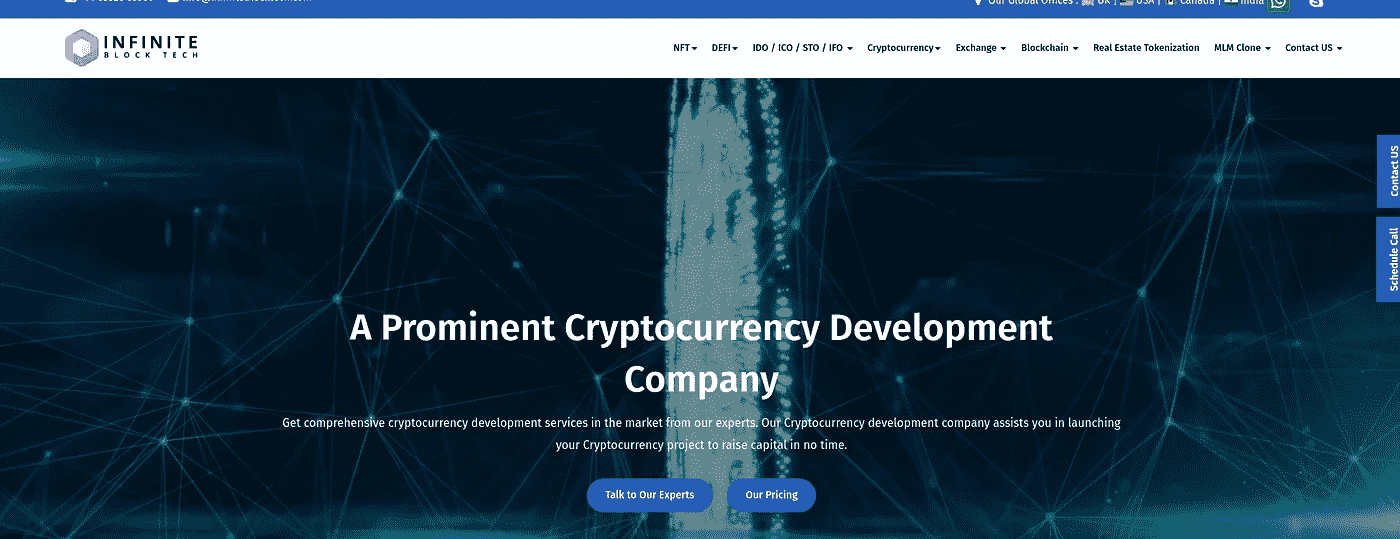 Our Global Offices : UK | USA | Canada | India
INFINITE
BLOCK TECH
NFT DEFI IDO / ICO / STO / IFO Cryptocurrency Exchange Blockchain Real Estate Tokenization MLM Clone Contact US
Contact US
Schedule Call
A Prominent Cryptocurrency Development
Company
Get comprehensive cryptocurrency development services in the market from our experts. Our Cryptocurrency development company assists you in launching
your Cryptocurrency project to raise capital in no time.
Talk to Our Experts Our Pricing